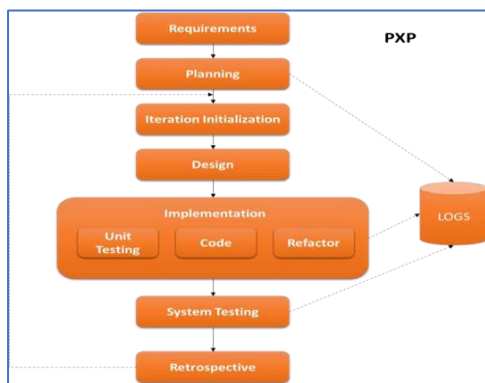 Requirements
PXP
Planning
Iteration Initialization
Design
Implementation
Unit
Testing
Code
Refactor
LOGS
System Testing
Retrospective